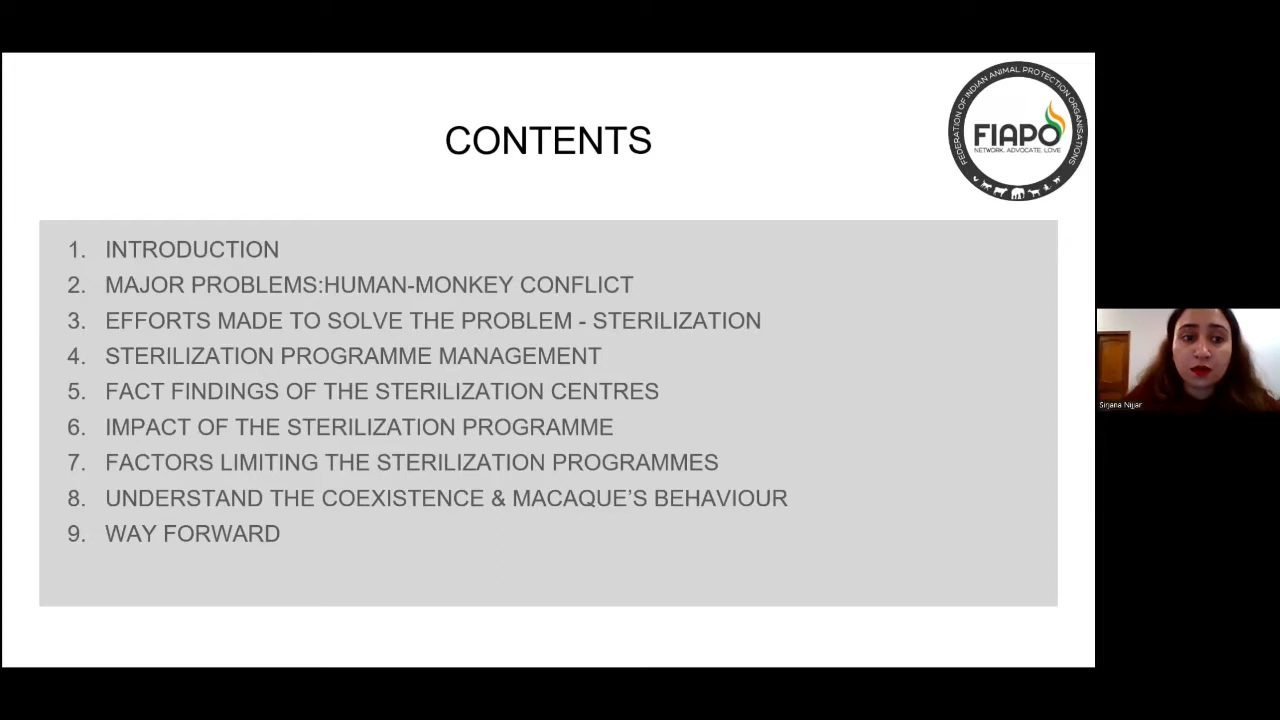 CONTENTS
FEDERATION OF INDIAN ANIMAL PROTECTION ORGANISATIONS
FIAPO
NETWORK. ADVOCATE. LOVE
1. INTRODUCTION
2. MAJOR PROBLEMS:HUMAN-MONKEY CONFLICT
3. EFFORTS MADE TO SOLVE THE PROBLEM - STERILIZATION
4. STERILIZATION PROGRAMME MANAGEMENT
5. FACT FINDINGS OF THE STERILIZATION CENTRES
6. IMPACT OF THE STERILIZATION PROGRAMME
7. FACTORS LIMITING THE STERILIZATION PROGRAMMES
8. UNDERSTAND THE COEXISTENCE & MACAQUE’S BEHAVIOUR
9. WAY FORWARD
Sirjana Nijjar